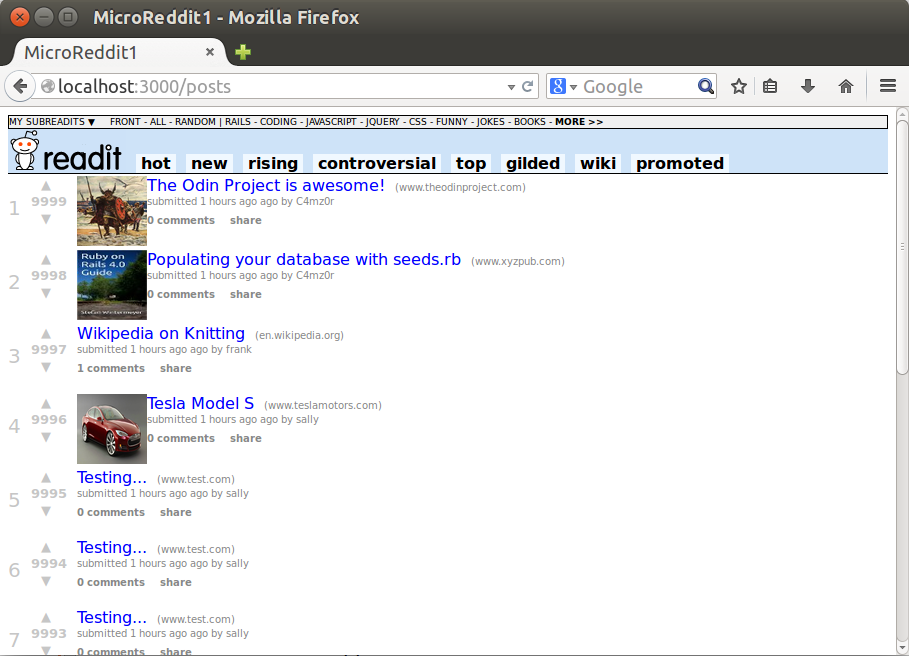 MicroReddit1 - Mozilla Firefox
MicroReddit1
localhost:3000/posts
Google
MY SUBREADITS ▼ FRONT - ALL - RANDOM | RAILS - CODING - JAVASCRIPT - JQUERY - CSS - FUNNY - JOKES - BOOKS - MORE >>
readit hot new rising controversial top gilded wiki promoted
1 9999
The Odin Project is awesome! (www.theodinproject.com)
submitted 1 hours ago ago by C4mz0r
0 comments share
2 9998
Ruby on
Rails 4.0
Guide
Stefan Wintermeyer
Populating your database with seeds.rb (www.xyzpub.com)
submitted 1 hours ago ago by C4mz0r
0 comments share
3 9997
Wikipedia on Knitting (en.wikipedia.org)
submitted 1 hours ago ago by frank
1 comments share
4 9996
Tesla Model S (www.teslamotors.com)
submitted 1 hours ago ago by sally
0 comments share
5 9995
Testing... (www.test.com)
submitted 1 hours ago ago by sally
0 comments share
6 9994
Testing... (www.test.com)
submitted 1 hours ago ago by sally
0 comments share
7 9993
Testing... (www.test.com)
submitted 1 hours ago ago by sally
0 comments share